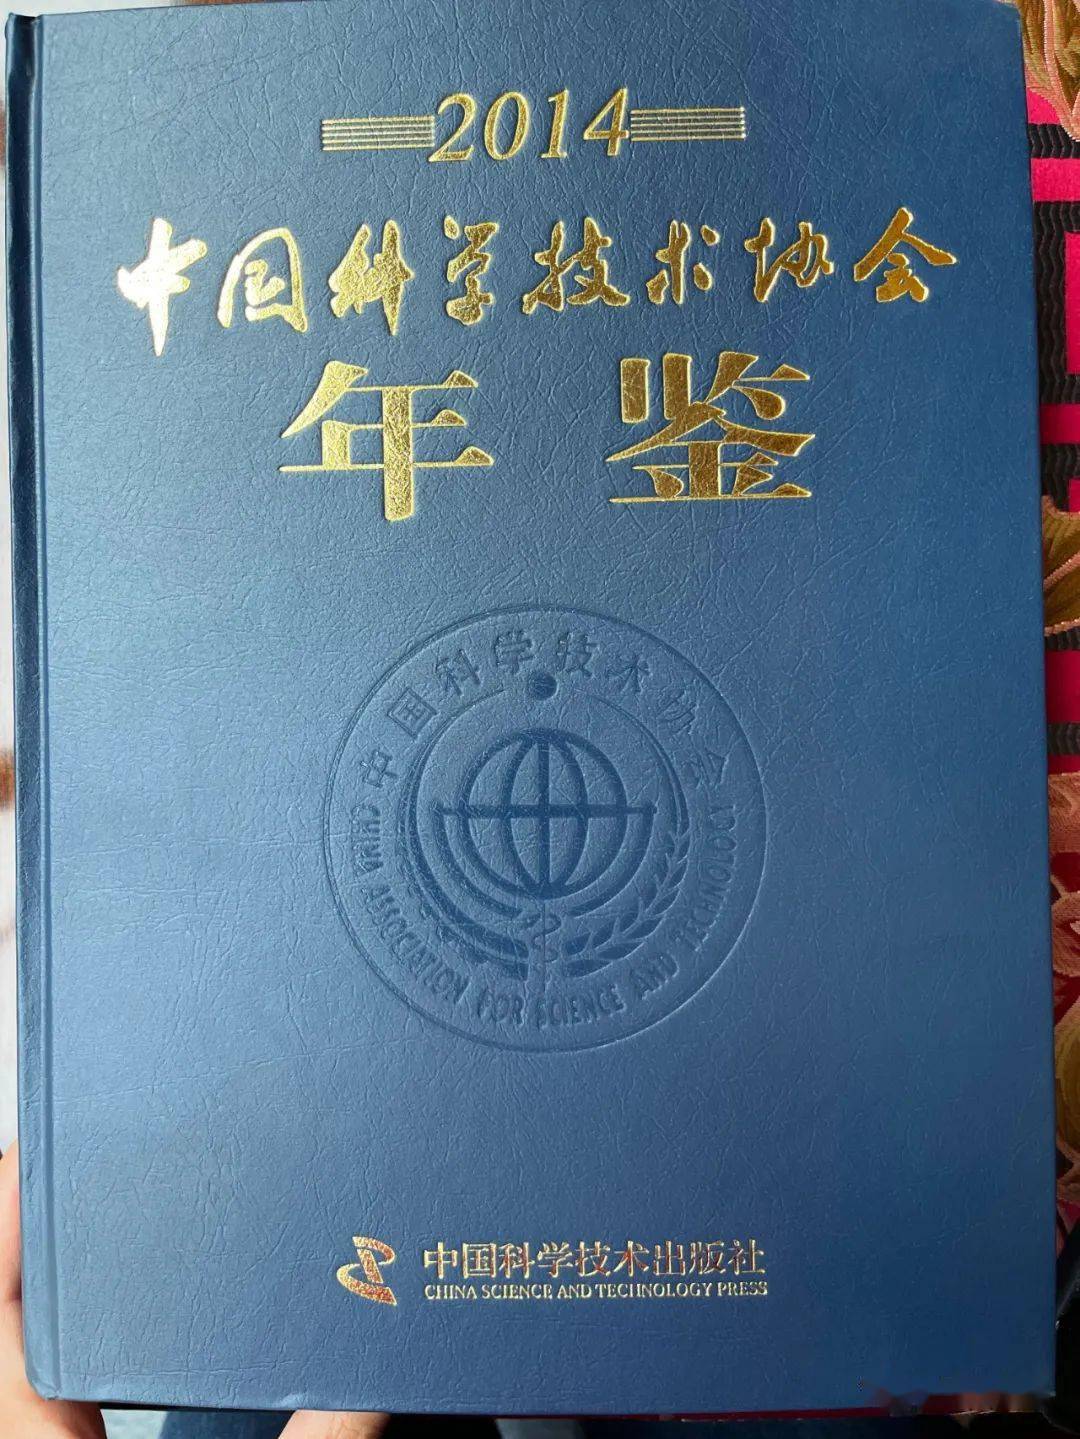 2014
中国科学技术协会
年鉴
中国科学技术协会
CHINA ASSOCIATION FOR SCIENCE AND TECHNOLOGY
中国科学技术出版社
CHINA SCIENCE AND TECHNOLOGY PRESS